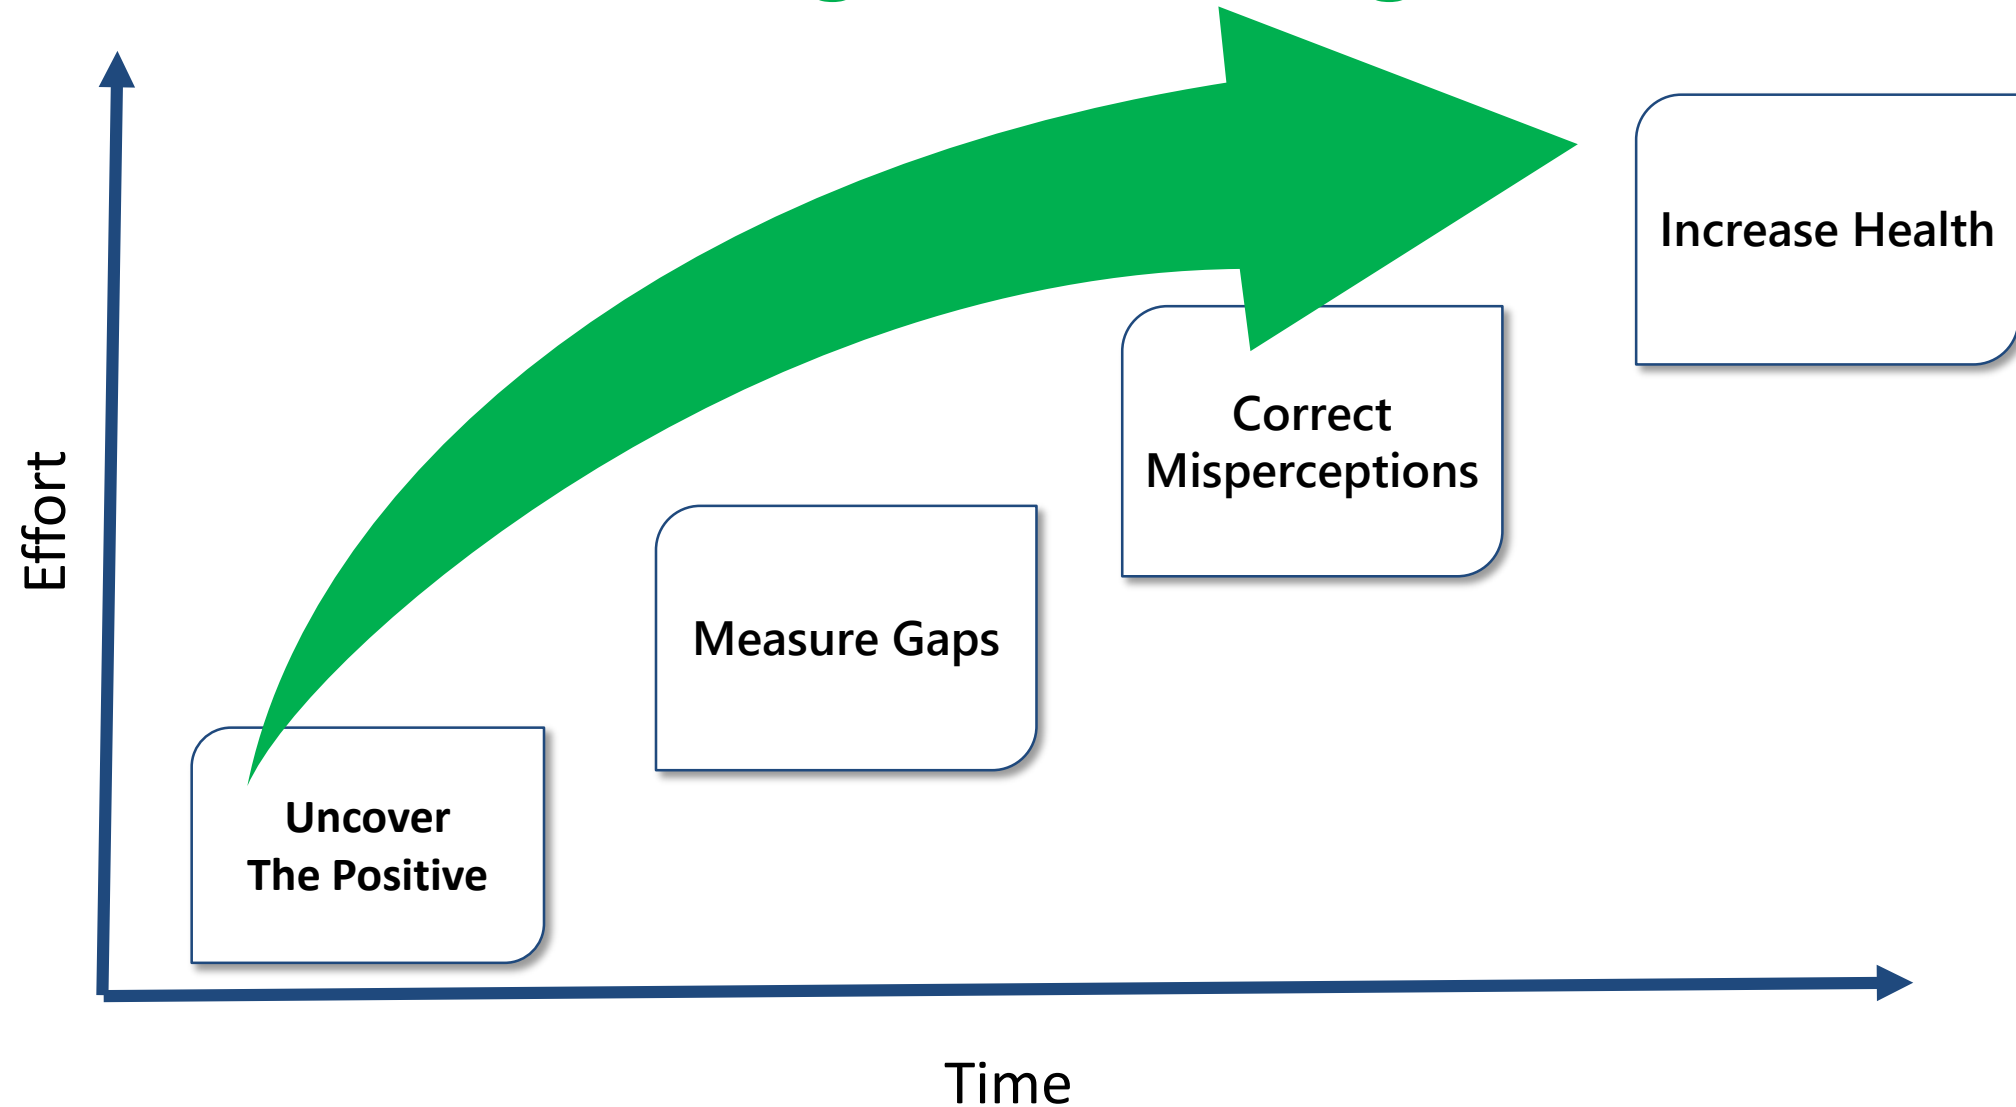 Increase Health
Correct
Misperceptions
Measure Gaps
Uncover
The Positive
Effort
Time